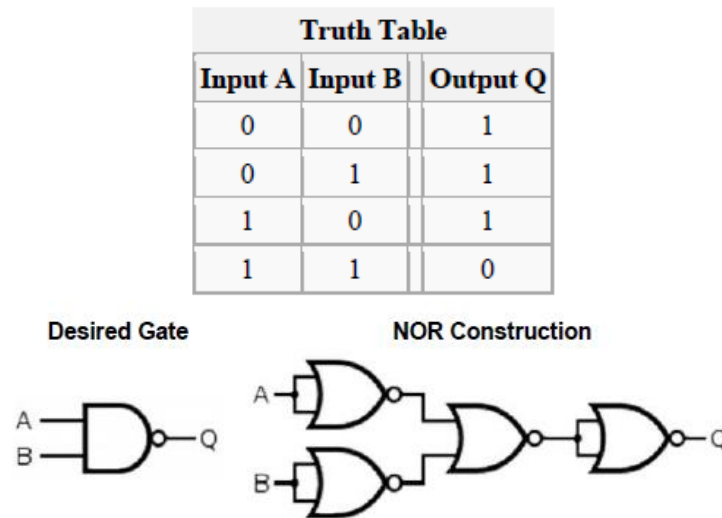 Truth Table
Input A Input B Output Q
0 0 1
0 1 1
1 0 1
1 1 0
Desired Gate NOR Construction
A
B
Q
A
B
Q